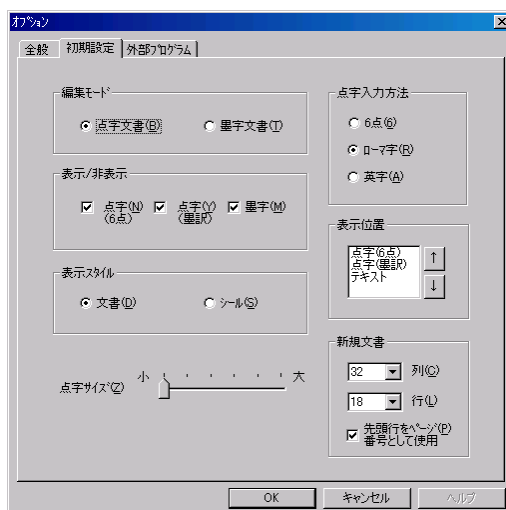 オプション
全般 初期設定 外部プログラム
編集モード
点字文書(B) 墨字文書(T)
表示/非表示
点字(N) 点字(Y) 墨字(M)
(6点) (墨訳)
表示スタイル
文書(D) シール(S)
点字サイズ(Z) 小 大
点字入力方法
6点(6)
ローマ字(R)
英字(A)
表示位置
点字(6点)
点字(墨訳)
テキスト
↑
↓
新規文書
32 列(C)
18 行(L)
先頭行をページ(P)
番号として使用
OK キャンセル ヘルプ